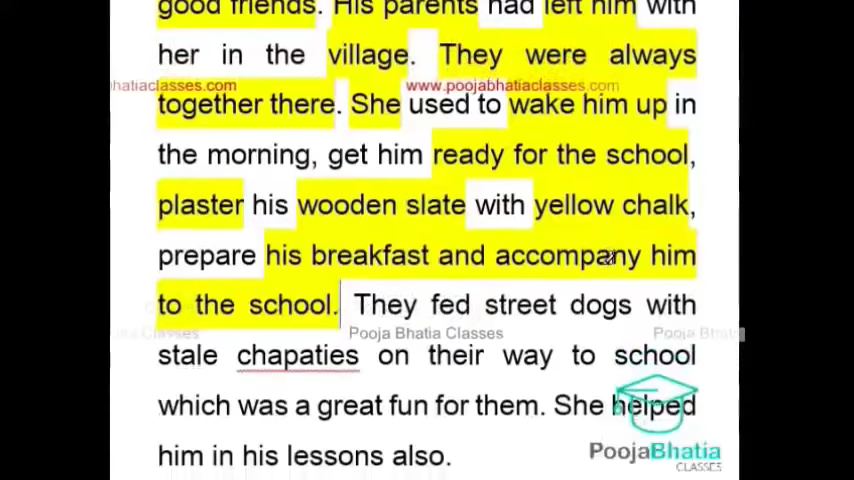 good friends. His parents had left him with
her in the village. They were always
hatiaclasses.com www.poojabhatiaclasses.com
together there. She used to wake him up in
the morning, get him ready for the school,
plaster his wooden slate with yellow chalk,
prepare his breakfast and accompany him
to the school. They fed street dogs with
Pooja Bhatia Classes
stale chapaties on their way to school
which was a great fun for them. She helped
him in his lessons also.
PoojaBhatia
CLASSES